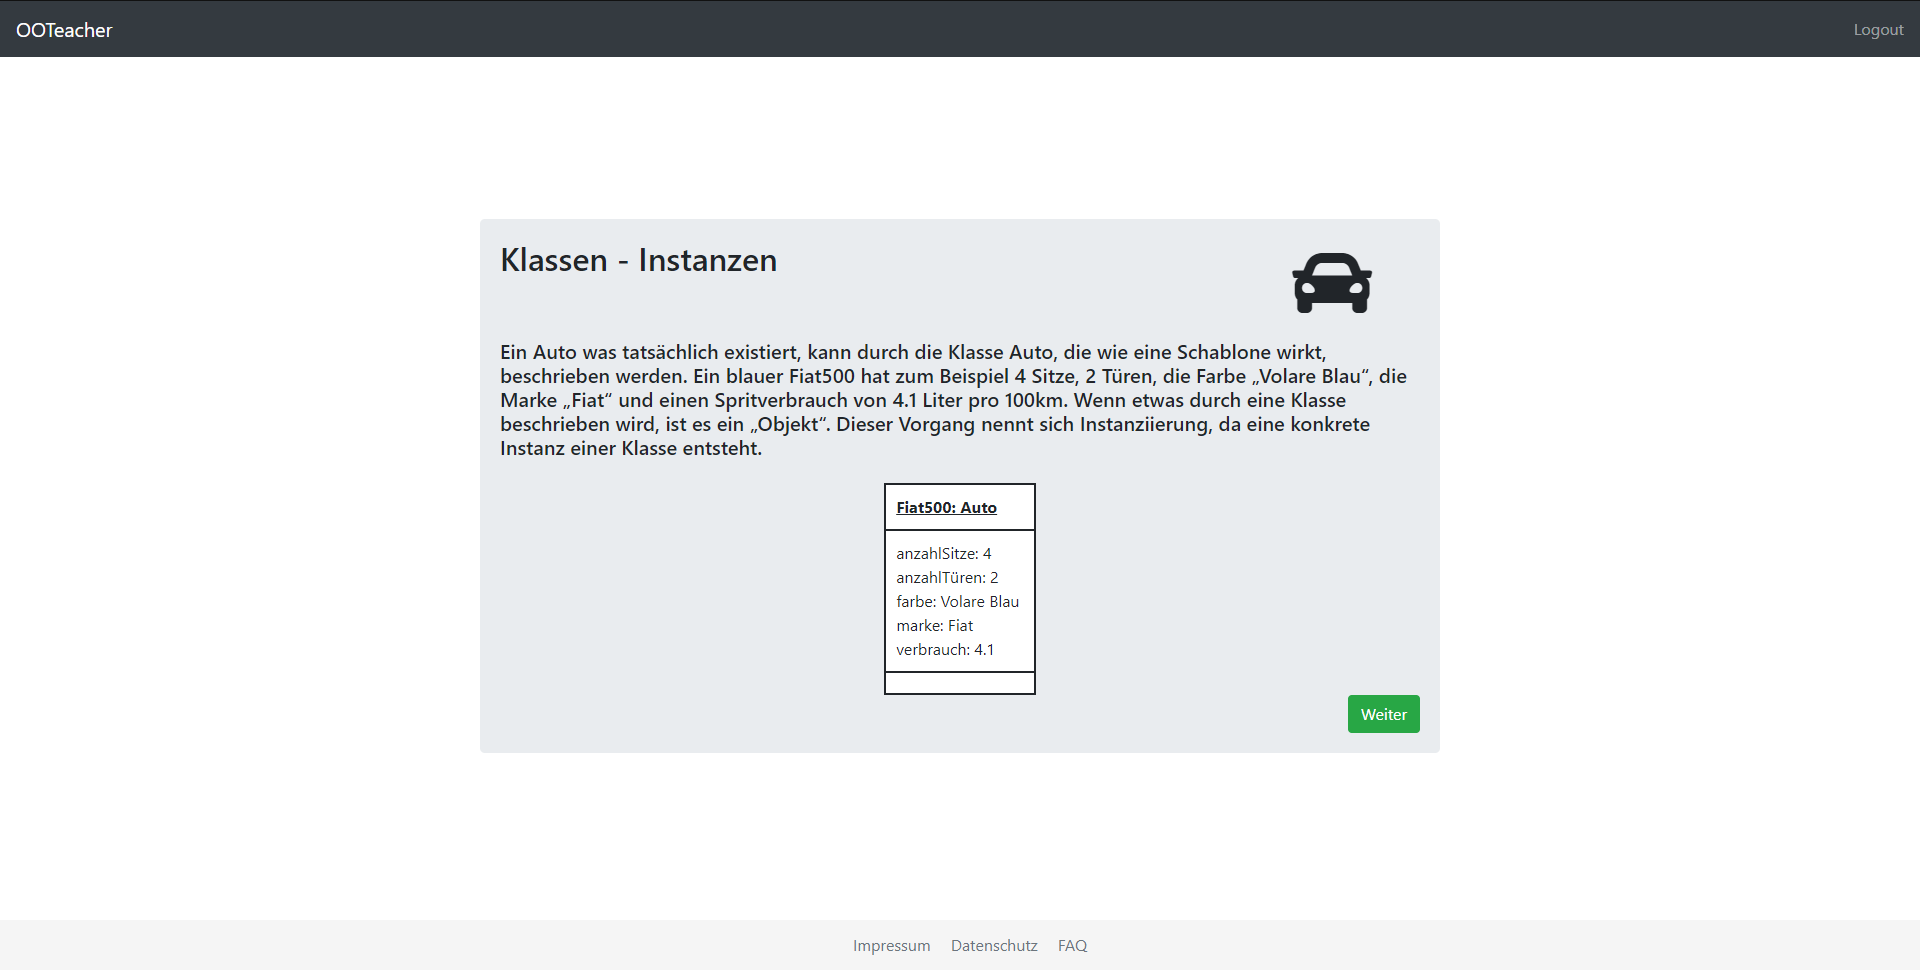 OOTeacher
Logout
Klassen - Instanzen
Ein Auto was tatsächlich existiert, kann durch die Klasse Auto, die wie eine Schablone wirkt,
beschrieben werden. Ein blauer Fiat500 hat zum Beispiel 4 Sitze, 2 Türen, die Farbe „Volare Blau“, die
Marke „Fiat“ und einen Spritverbrauch von 4.1 Liter pro 100km. Wenn etwas durch eine Klasse
beschrieben wird, ist es ein „Objekt“. Dieser Vorgang nennt sich Instanziierung, da eine konkrete
Instanz einer Klasse entsteht.
Fiat500: Auto
anzahlSitze: 4
anzahlTüren: 2
farbe: Volare Blau
marke: Fiat
verbrauch: 4.1
Weiter
Impressum Datenschutz FAQ